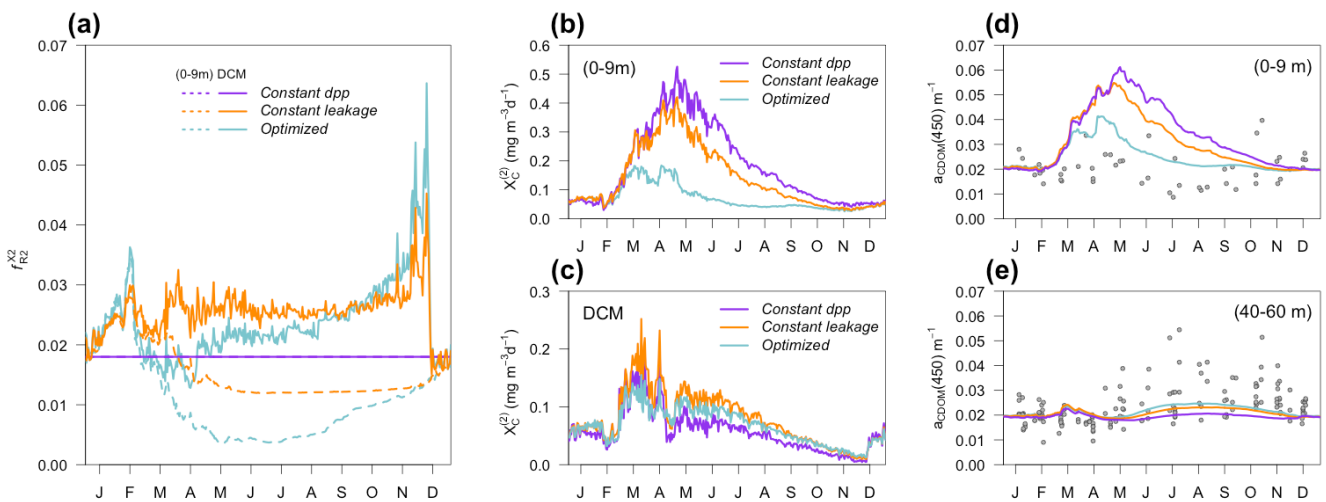 (a)
0.07
0.06
0.05
0.04
0.03
0.02
0.01
0.00
f_R2^X2
(0-9m) DCM
Constant dpp
Constant leakage
Optimized
J F M A M J J A S O N D
(b)
0.6
0.5
0.4
0.3
0.2
0.1
0.0
X_C^(2) (mg m−3d−1)
(0-9m)
Constant dpp
Constant leakage
Optimized
J F M A M J J A S O N D
(c)
0.3
0.2
0.1
0.0
X_C^(2) (mg m−3d−1)
DCM
Constant dpp
Constant leakage
Optimized
J F M A M J J A S O N D
(d)
0.07
0.06
0.05
0.04
0.03
0.02
0.01
0.00
aCDOM(450) m−1
(0-9 m)
J F M A M J J A S O N D
(e)
0.07
0.06
0.05
0.04
0.03
0.02
0.01
0.00
aCDOM(450) m−1
(40-60 m)
J F M A M J J A S O N D